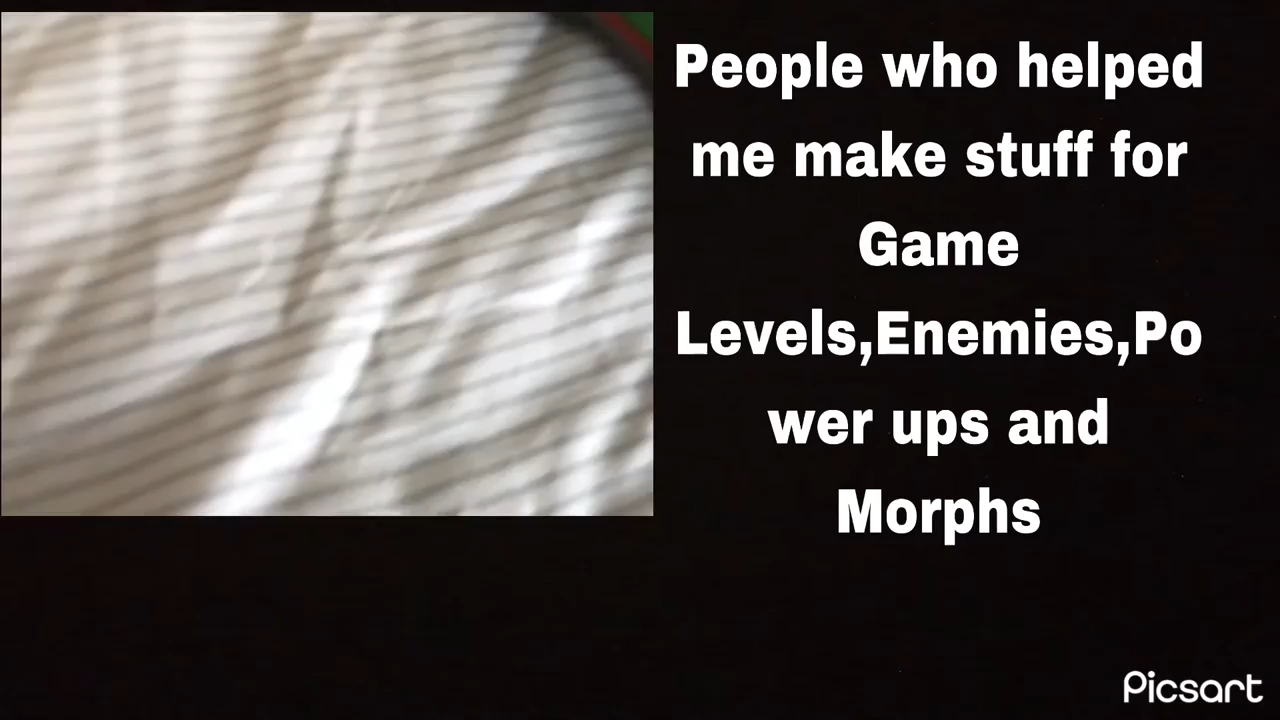 People who helped
me make stuff for
Game
Levels,Enemies,Po
wer ups and
Morphs
Picsart